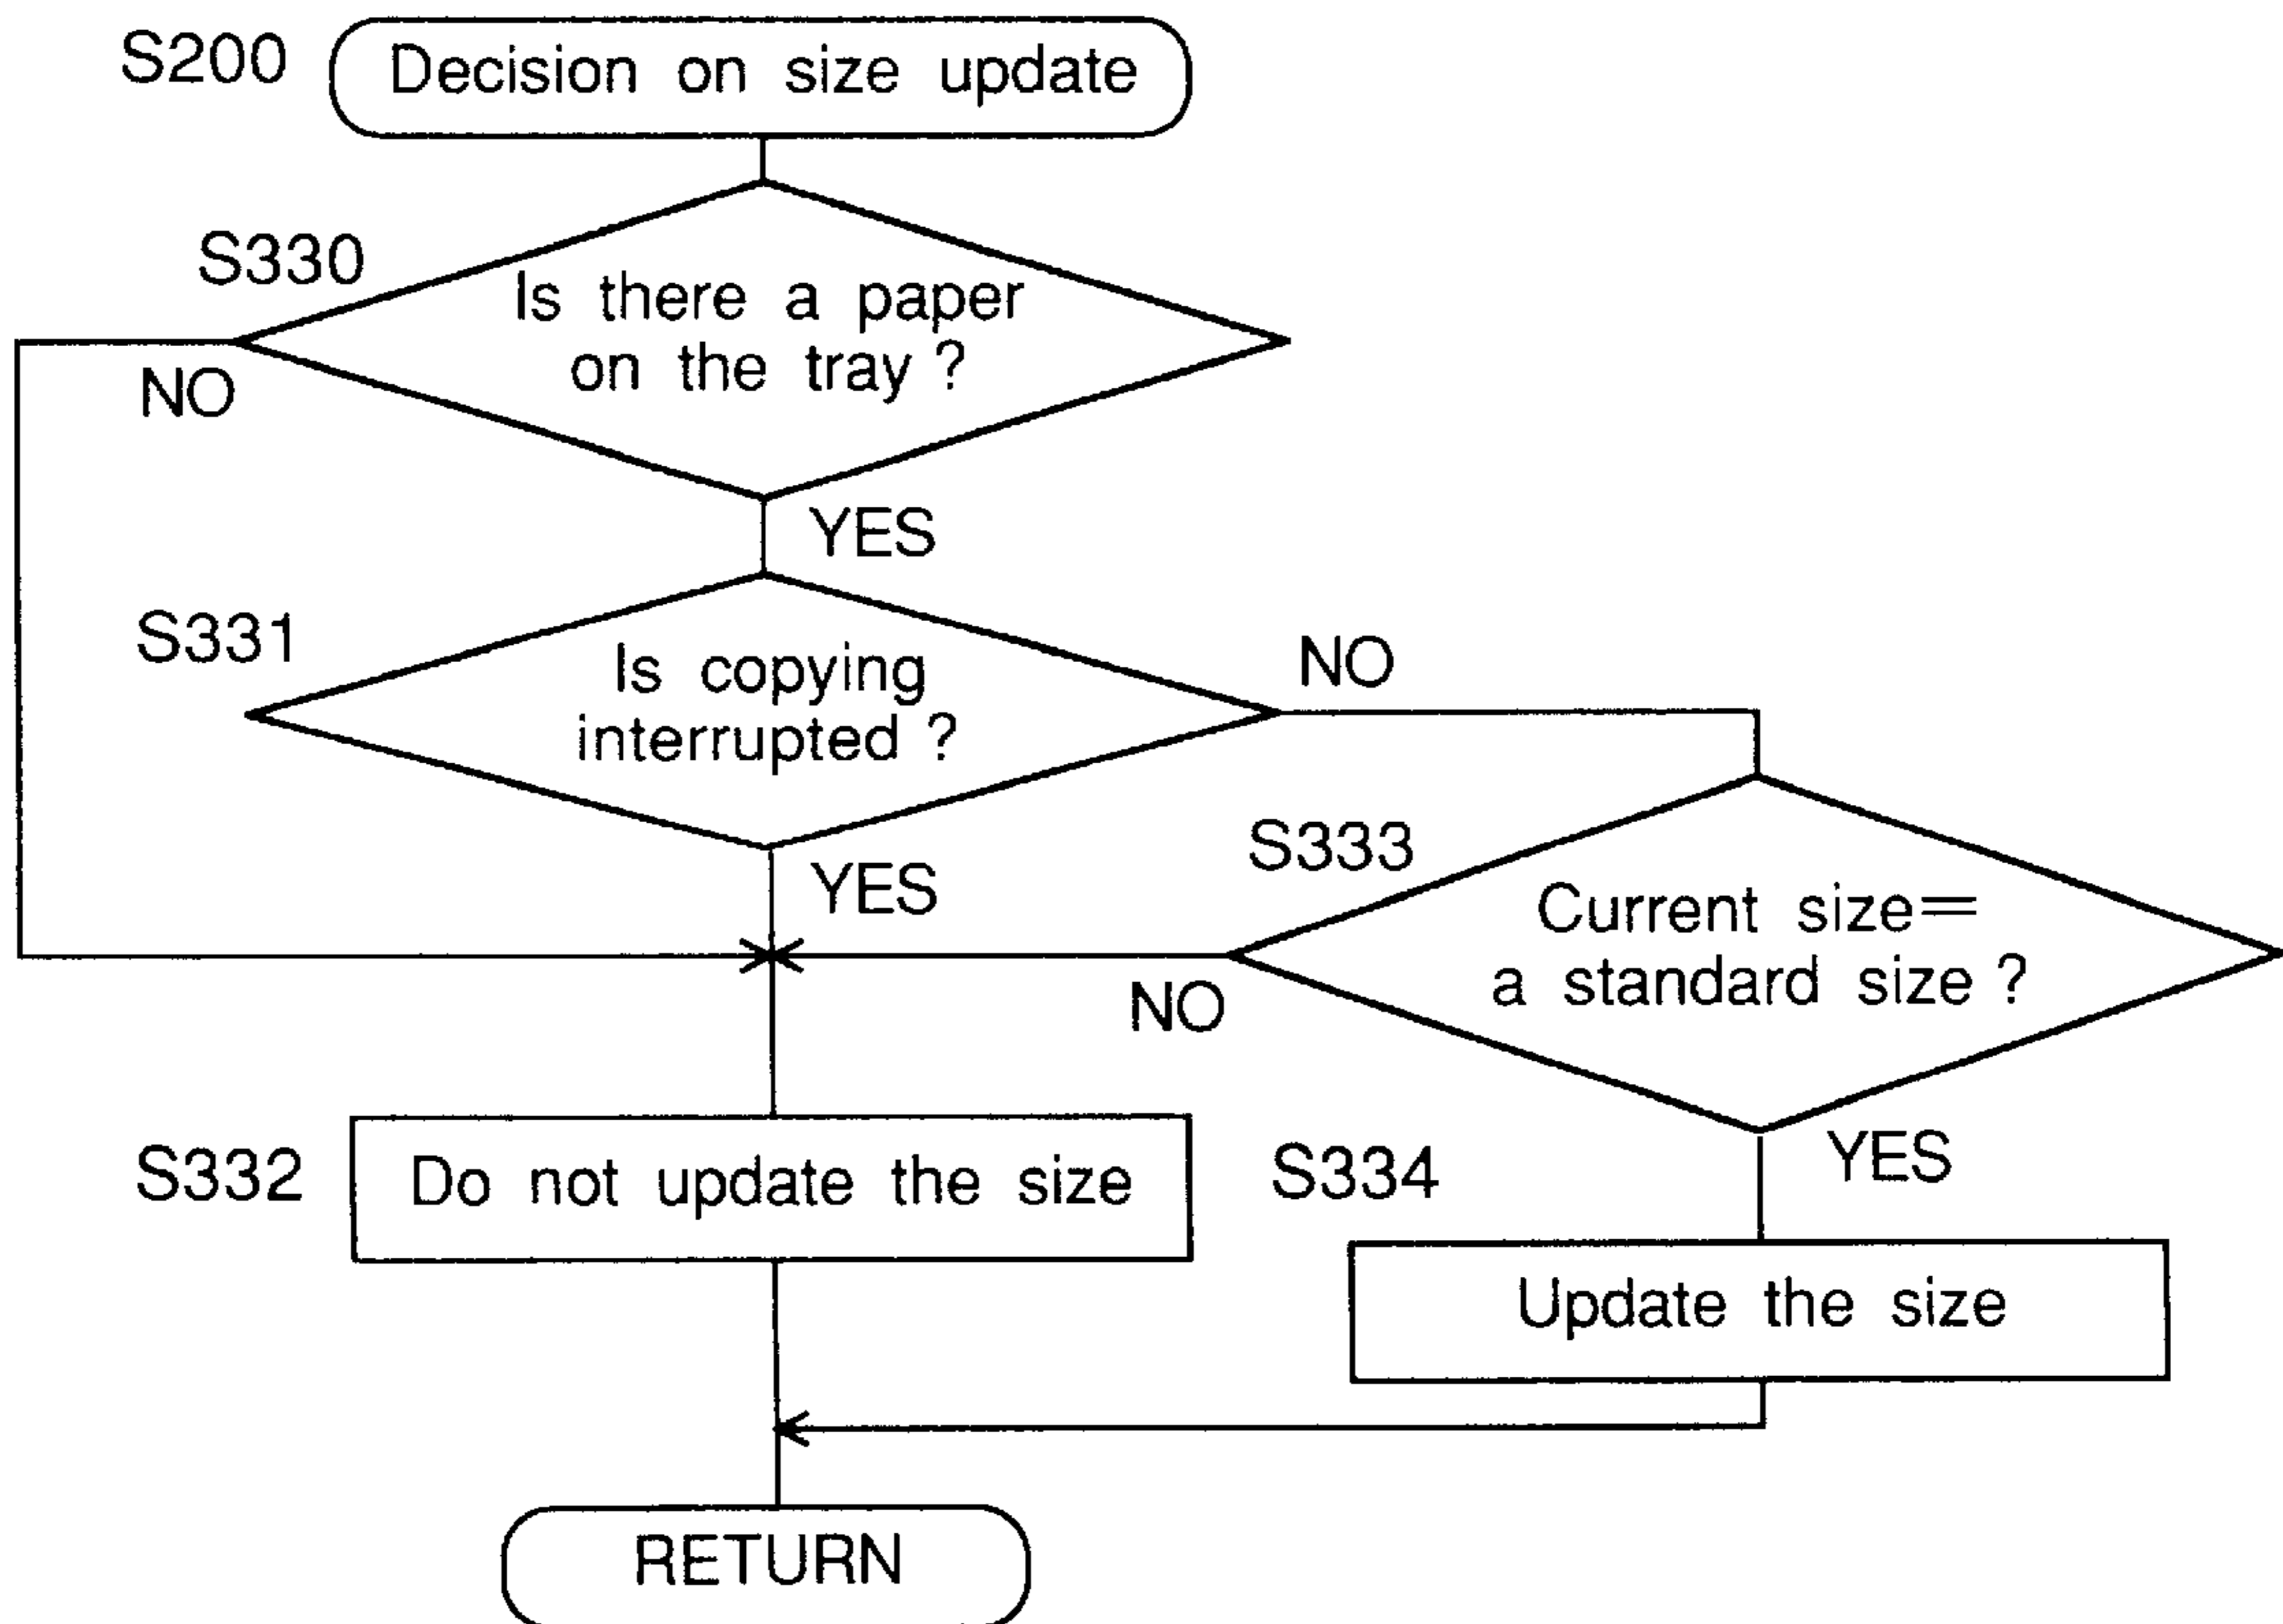 S200
Decision on size update
S330
Is there a paper
on the tray ?
NO
YES
S331
Is copying
interrupted ?
NO
YES
S333
Current size=
a standard size ?
NO
YES
S332
Do not update the size
S334
Update the size
RETURN